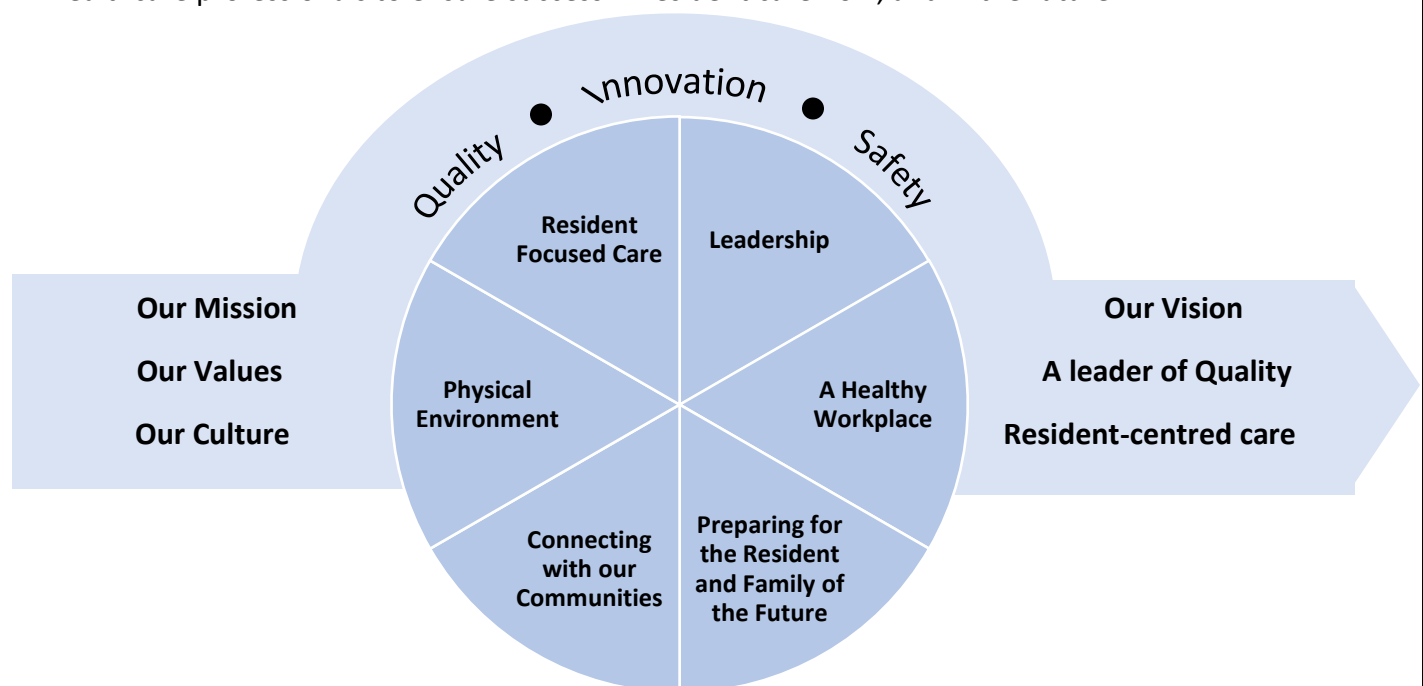 Quality • Innovation • Safety
Resident
Focused Care
Leadership
Our Mission
Our Values
Our Culture
Physical
Environment
A Healthy
Workplace
Our Vision
A leader of Quality
Resident-centred care
Connecting
with our
Communities
Preparing for
the Resident
and Family of
the Future